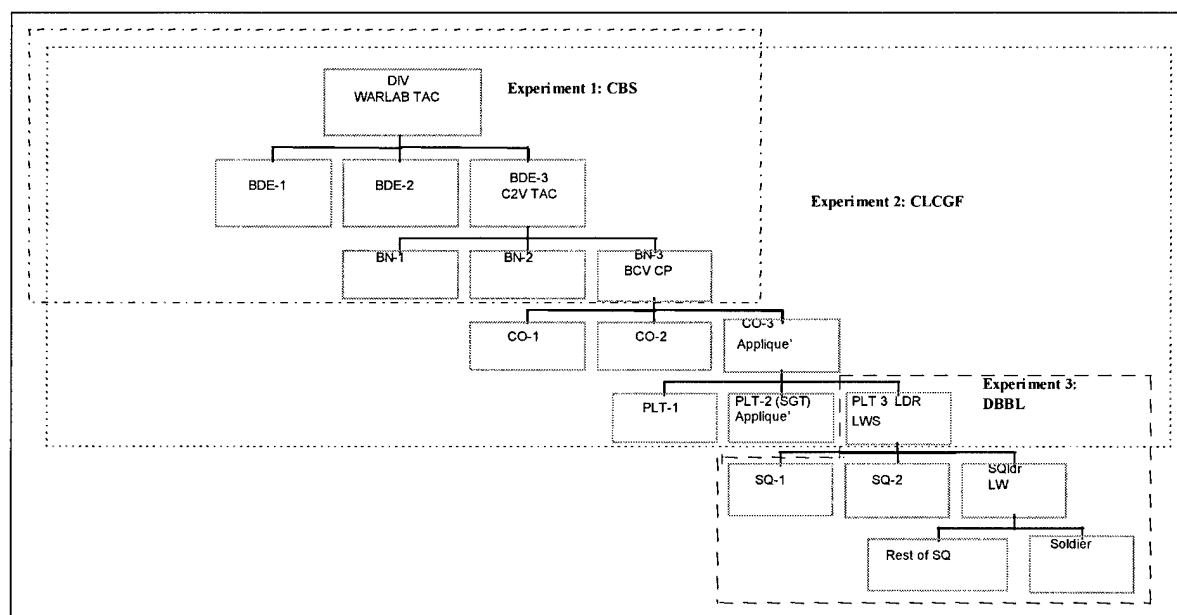 DIV
WARLAB TAC
Experiment 1: CBS
BDE-1
BDE-2
BDE-3
C2V TAC
Experiment 2: CLCGF
BN-1
BN-2
BN-3
BCV CP
CO-1
CO-2
CO-3
Applique'
Experiment 3:
DBBL
PLT-1
PLT-2 (SGT)
Applique'
PLT 3 LDR
LWS
SQ-1
SQ-2
SQldr
LW
Rest of SQ
Soldier